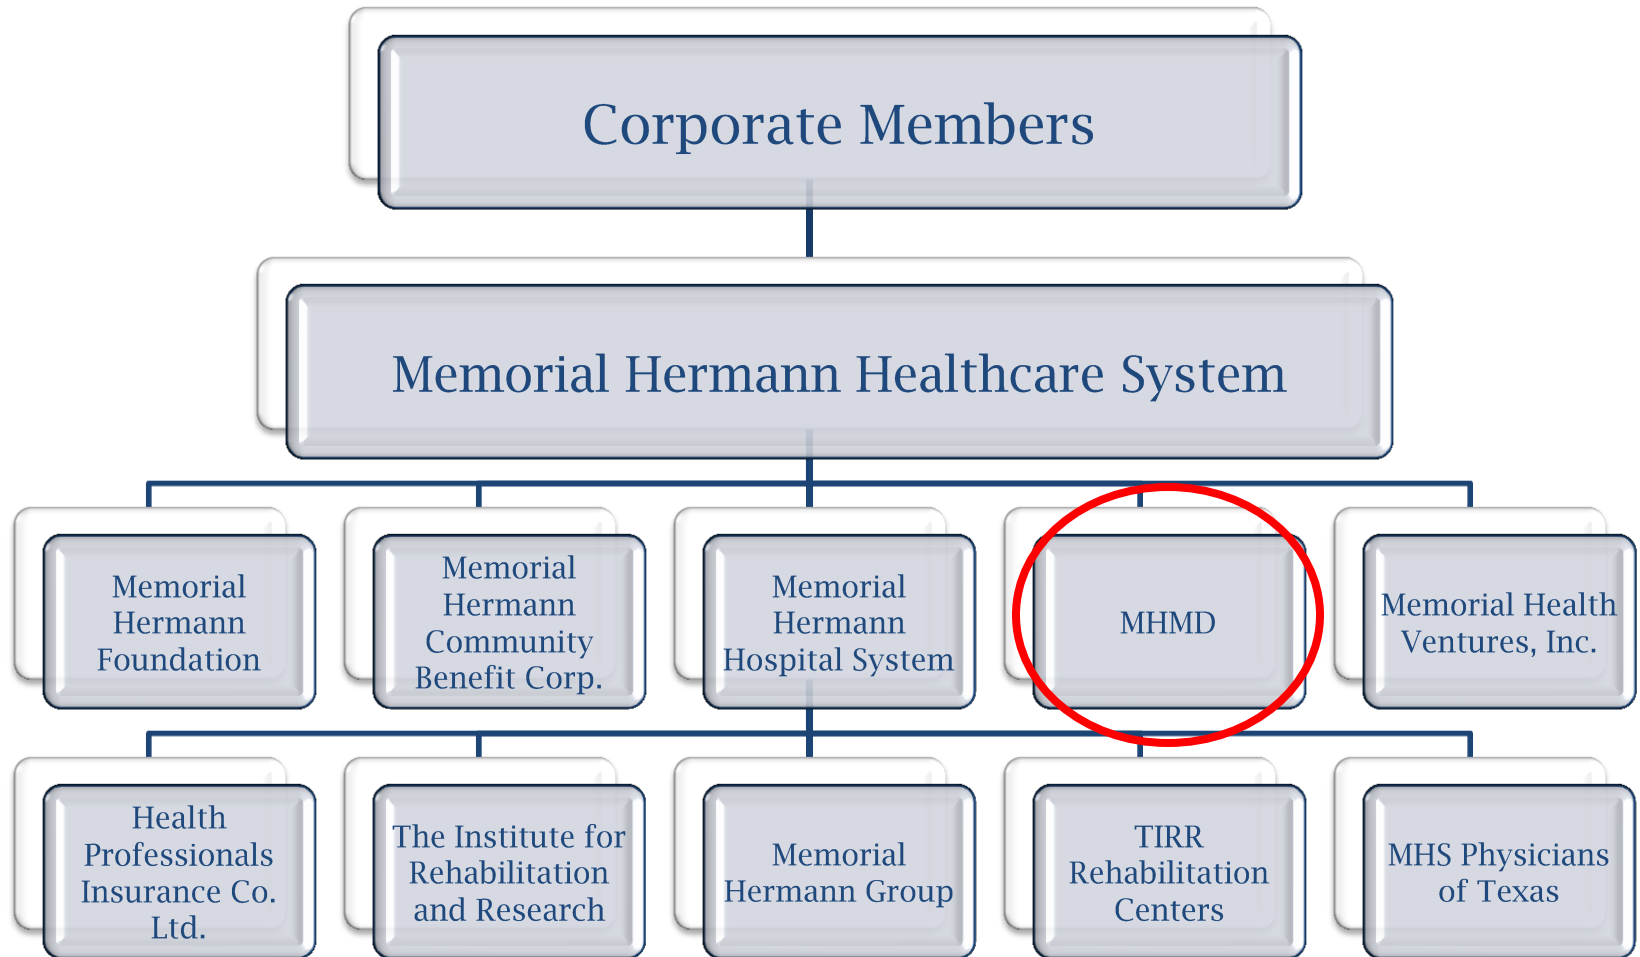 Corporate Members
Memorial Hermann Healthcare System
Memorial
Hermann
Foundation
Memorial
Hermann
Community
Benefit Corp.
Memorial
Hermann
Hospital System
MHMD
Memorial Health
Ventures, Inc.
Health
Professionals
Insurance Co.
Ltd.
The Institute for
Rehabilitation
and Research
Memorial
Hermann Group
TIRR
Rehabilitation
Centers
MHS Physicians
of Texas